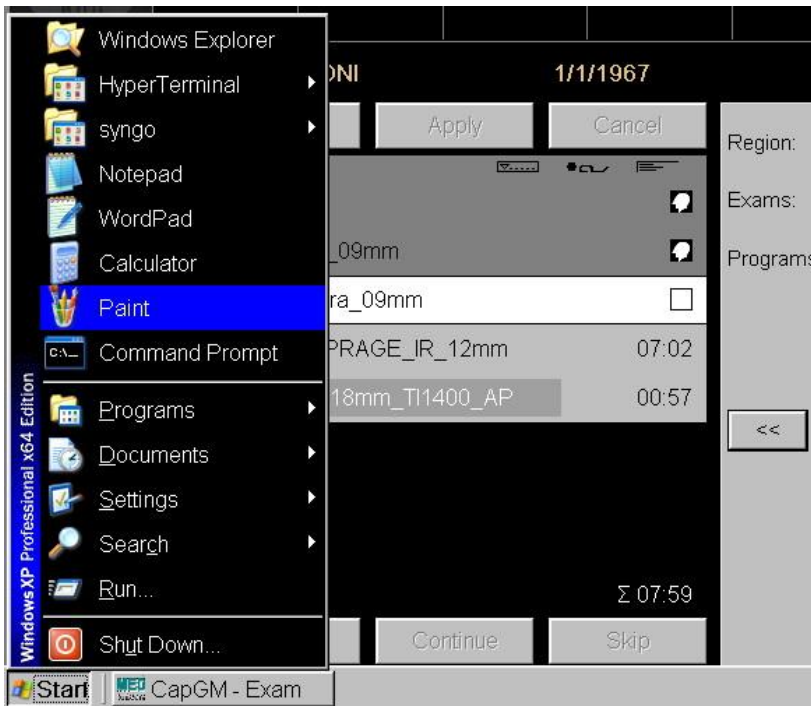 Windows Explorer
HyperTerminal
syngo
Notepad
WordPad
Calculator
Paint
Command Prompt
Programs
Documents
Settings
Search
Run...
Shut Down...
Windows XP Professional x64 Edition
1/1/1967
Apply Cancel
_09mm
ra_09mm
PRAGE_IR_12mm 07:02
18mm_TI1400_AP 00:57
Σ 07:59
Continue Skip
Region:
Exams:
Programs
<<
Start CapGM - Exam